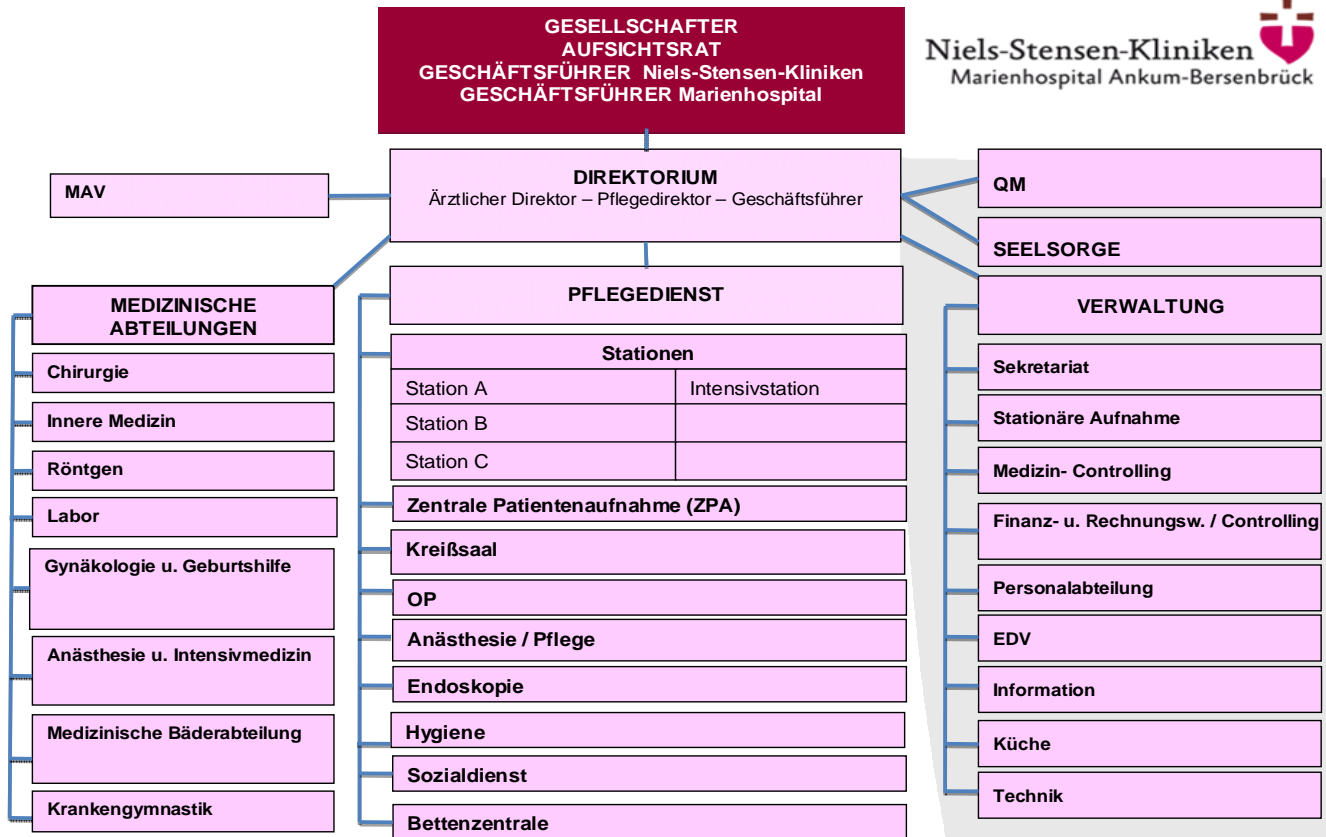 GESELLSCHAFTER
AUFSICHTSRAT
GESCHÄFTSFÜHRER Niels-Stensen-Kliniken
GESCHÄFTSFÜHRER Marienhospital
Niels-Stensen-Kliniken
Marienhospital Ankum-Bersenbrück
MAV
DIREKTORIUM
Ärztlicher Direktor – Pflegedirektor – Geschäftsführer
QM
SEELSORGE
MEDIZINISCHE
ABTEILUNGEN
Chirurgie
Innere Medizin
Röntgen
Labor
Gynäkologie u. Geburtshilfe
Anästhesie u. Intensivmedizin
Medizinische Bäderabteilung
Krankengymnastik
PFLEGEDIENST
Stationen
Station A Intensivstation
Station B
Station C
Zentrale Patientenaufnahme (ZPA)
Kreißsaal
OP
Anästhesie / Pflege
Endoskopie
Hygiene
Sozialdienst
Bettenzentrale
VERWALTUNG
Sekretariat
Stationäre Aufnahme
Medizin- Controlling
Finanz- u. Rechnungsw. / Controlling
Personalabteilung
EDV
Information
Küche
Technik